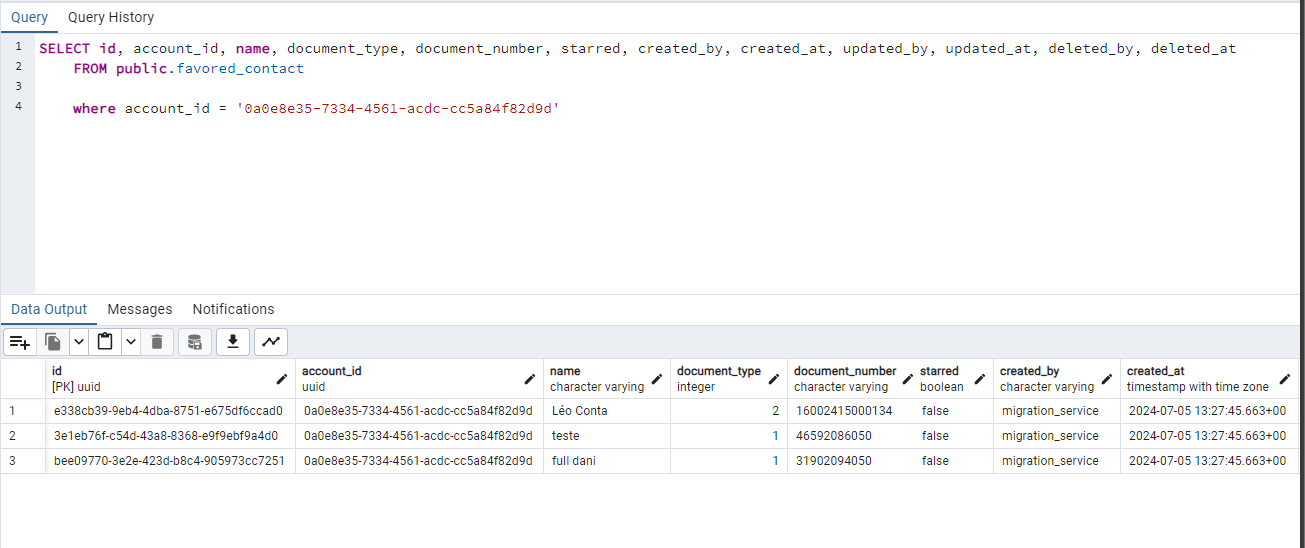 Query Query History
1 SELECT id, account_id, name, document_type, document_number, starred, created_by, created_at, updated_by, updated_at, deleted_by, deleted_at
2 FROM public.favored_contact
3
4 where account_id = '0a0e8e35-7334-4561-acdc-cc5a84f82d9d'
Data Output Messages Notifications
id account_id name document_type document_number starred created_by created_at
[PK] uuid uuid character varying integer character varying boolean character varying timestamp with time zone
1 e338cb39-9eb4-4dba-8751-e675df6ccad0 0a0e8e35-7334-4561-acdc-cc5a84f82d9d Léo Conta 2 16002415000134 false migration_service 2024-07-05 13:27:45.663+00
2 3e1eb76f-c54d-43a8-8368-e9f9ebf9a4d0 0a0e8e35-7334-4561-acdc-cc5a84f82d9d teste 1 46592086050 false migration_service 2024-07-05 13:27:45.663+00
3 bee09770-3e2e-423d-b8c4-905973cc7251 0a0e8e35-7334-4561-acdc-cc5a84f82d9d full dani 1 31902094050 false migration_service 2024-07-05 13:27:45.663+00